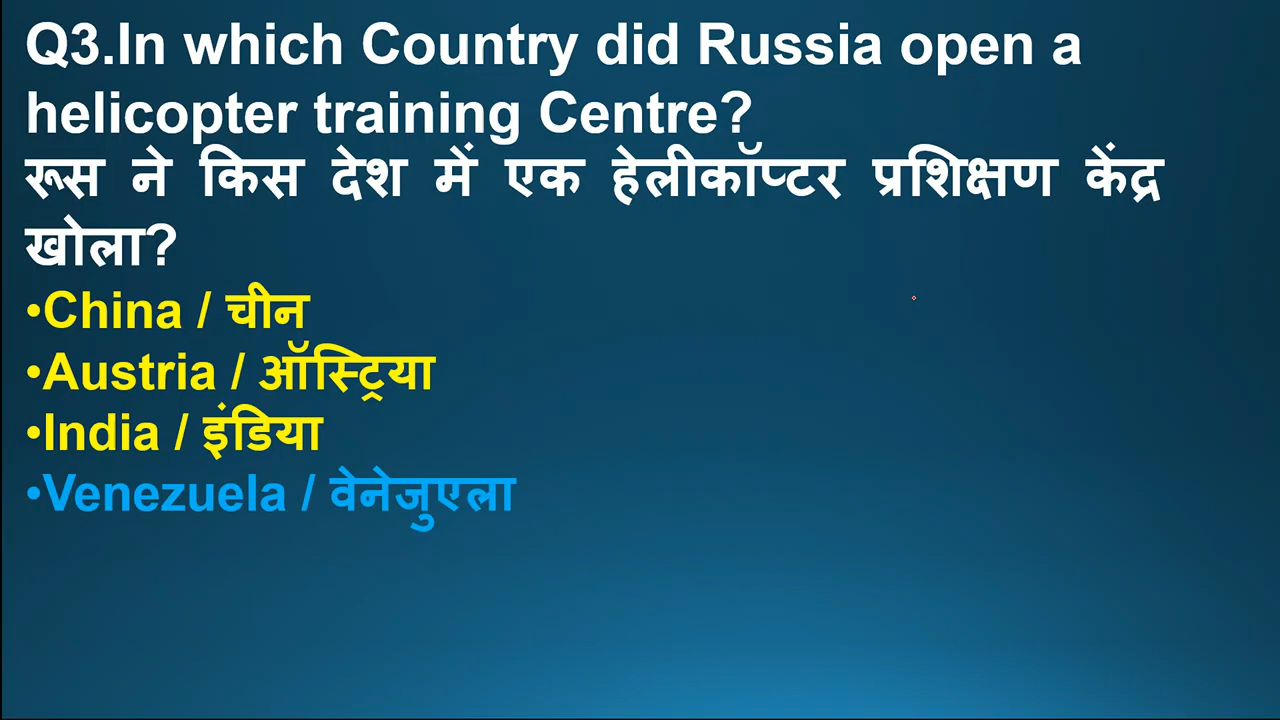 Q3.In which Country did Russia open a
helicopter training Centre?
रूस ने किस देश में एक हेलीकॉप्टर प्रशिक्षण केंद्र
खोला?
•China / चीन
•Austria / ऑस्ट्रिया
•India / इंडिया
•Venezuela / वेनेजुएला